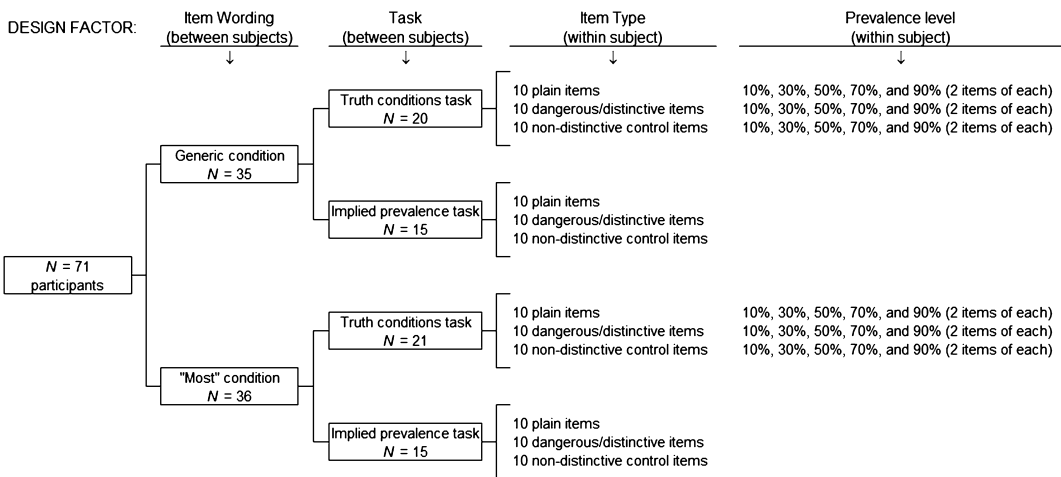 DESIGN FACTOR:
Item Wording
(between subjects)
↓
Task
(between subjects)
↓
Item Type
(within subject)
↓
Prevalence level
(within subject)
↓
N = 71
participants
Generic condition
N = 35
Truth conditions task
N = 20
10 plain items
10 dangerous/distinctive items
10 non-distinctive control items
10%, 30%, 50%, 70%, and 90% (2 items of each)
10%, 30%, 50%, 70%, and 90% (2 items of each)
10%, 30%, 50%, 70%, and 90% (2 items of each)
Implied prevalence task
N = 15
10 plain items
10 dangerous/distinctive items
10 non-distinctive control items
"Most" condition
N = 36
Truth conditions task
N = 21
10 plain items
10 dangerous/distinctive items
10 non-distinctive control items
10%, 30%, 50%, 70%, and 90% (2 items of each)
10%, 30%, 50%, 70%, and 90% (2 items of each)
10%, 30%, 50%, 70%, and 90% (2 items of each)
Implied prevalence task
N = 15
10 plain items
10 dangerous/distinctive items
10 non-distinctive control items